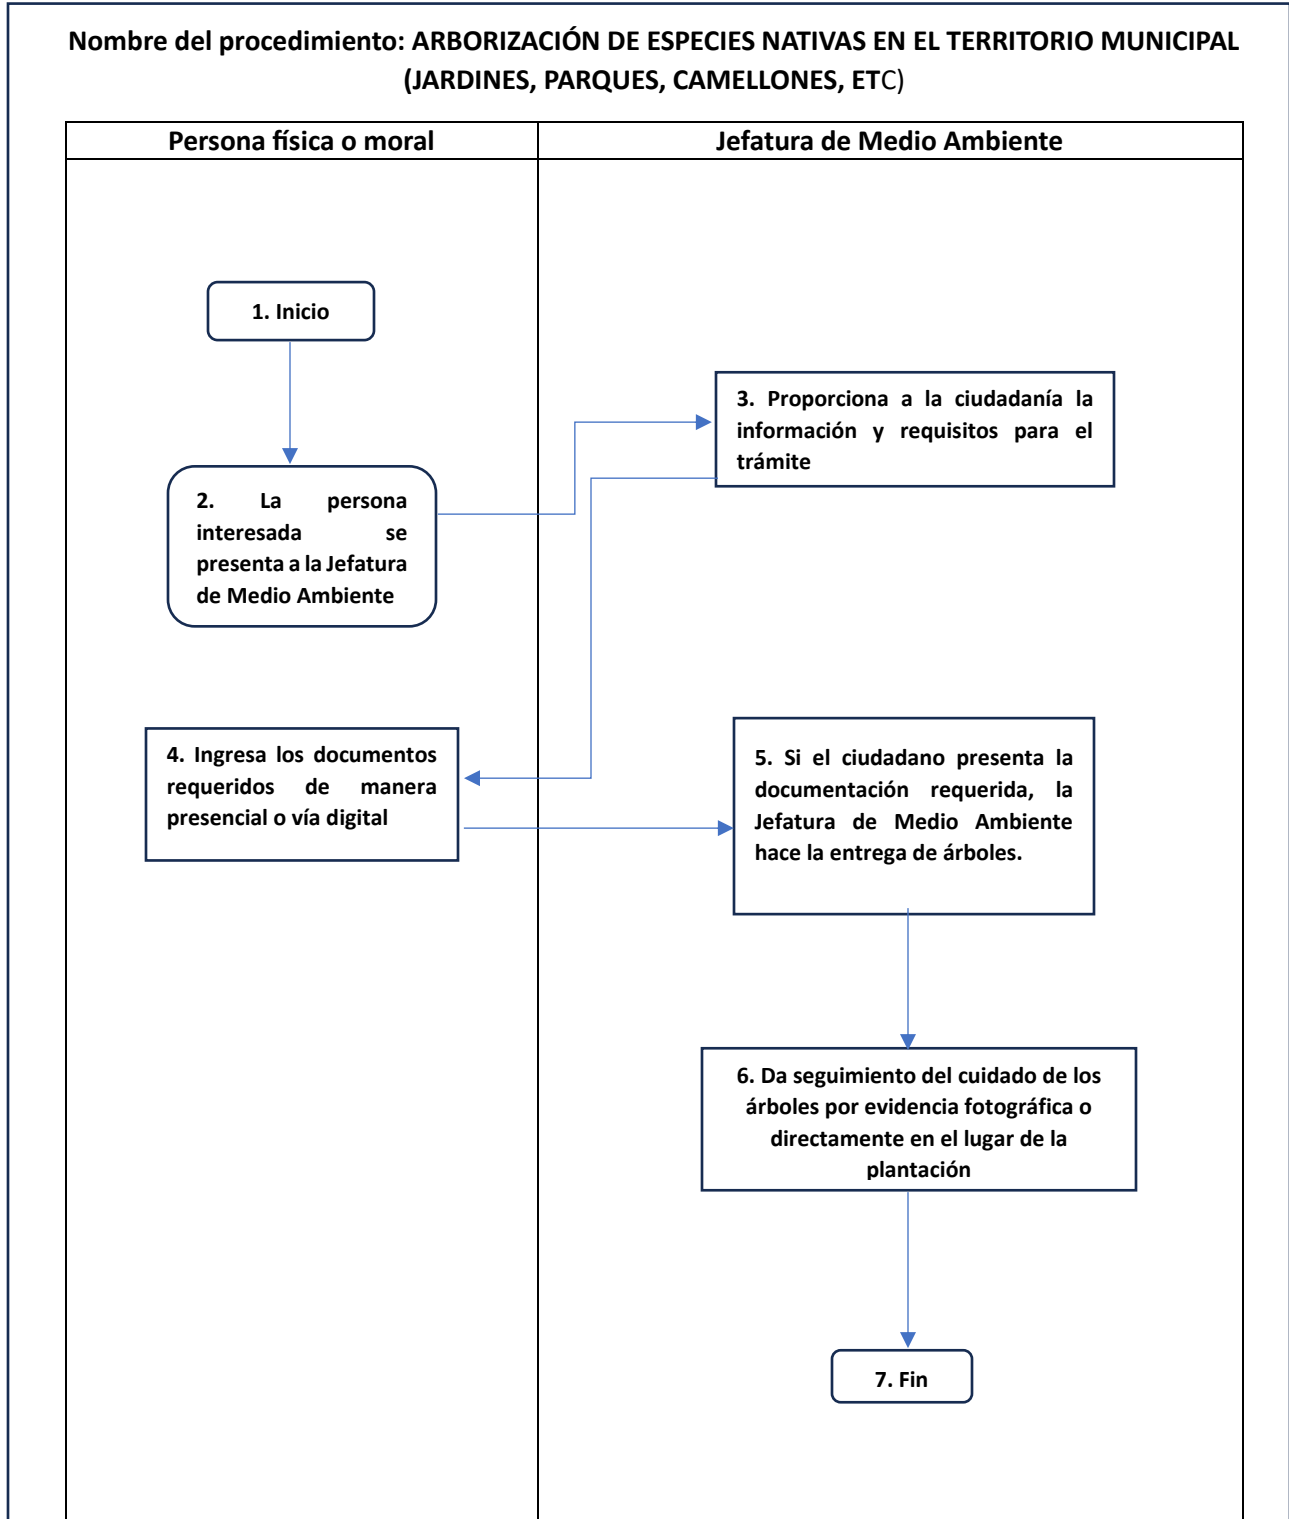 Nombre del procedimiento: ARBORIZACIÓN DE ESPECIES NATIVAS EN EL TERRITORIO MUNICIPAL
(JARDINES, PARQUES, CAMELLONES, ETC)
Persona física o moral
Jefatura de Medio Ambiente
1. Inicio
2. La persona
interesada se
presenta a la Jefatura
de Medio Ambiente
3. Proporciona a la ciudadanía la
información y requisitos para el
trámite
4. Ingresa los documentos
requeridos de manera
presencial o vía digital
5. Si el ciudadano presenta la
documentación requerida, la
Jefatura de Medio Ambiente
hace la entrega de árboles.
6. Da seguimiento del cuidado de los
árboles por evidencia fotográfica o
directamente en el lugar de la
plantación
7. Fin